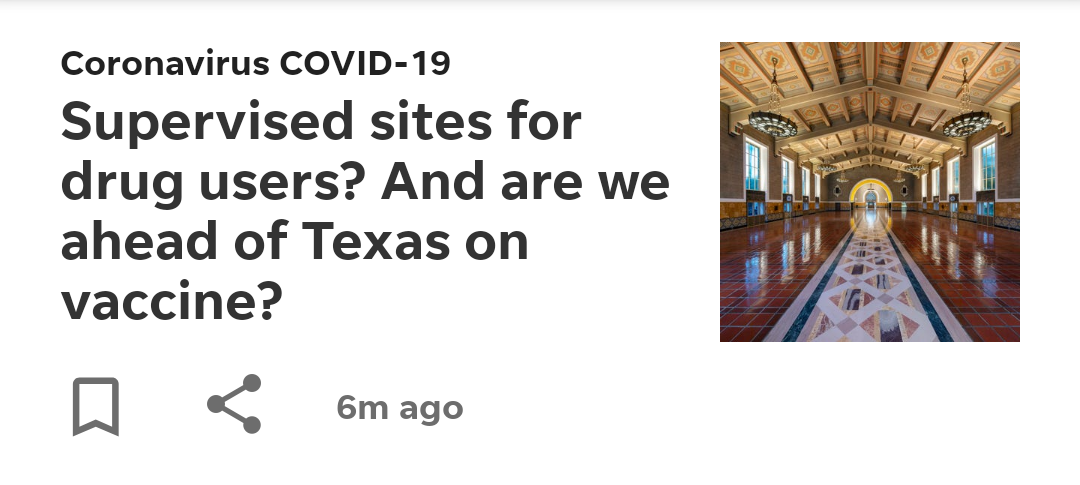 Coronavirus COVID-19
Supervised sites for
drug users? And are we
ahead of Texas on
vaccine?
6m ago